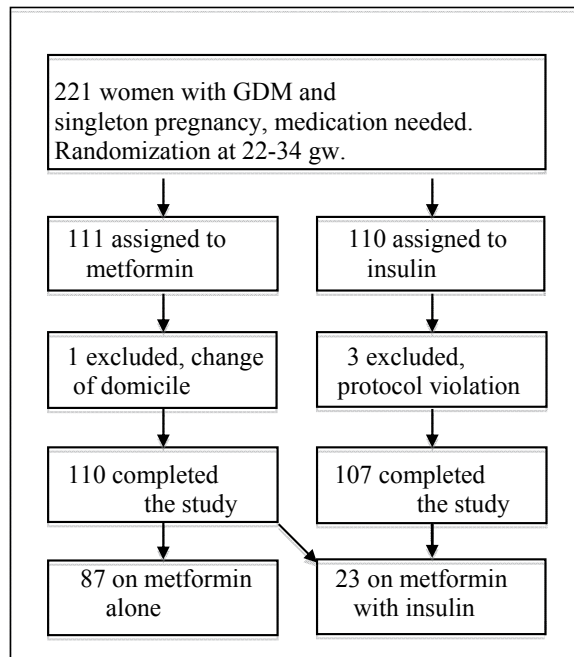 221 women with GDM and
singleton pregnancy, medication needed.
Randomization at 22-34 gw.
111 assigned to
metformin
110 assigned to
insulin
1 excluded, change
of domicile
3 excluded,
protocol violation
110 completed
the study
107 completed
the study
87 on metformin
alone
23 on metformin
with insulin